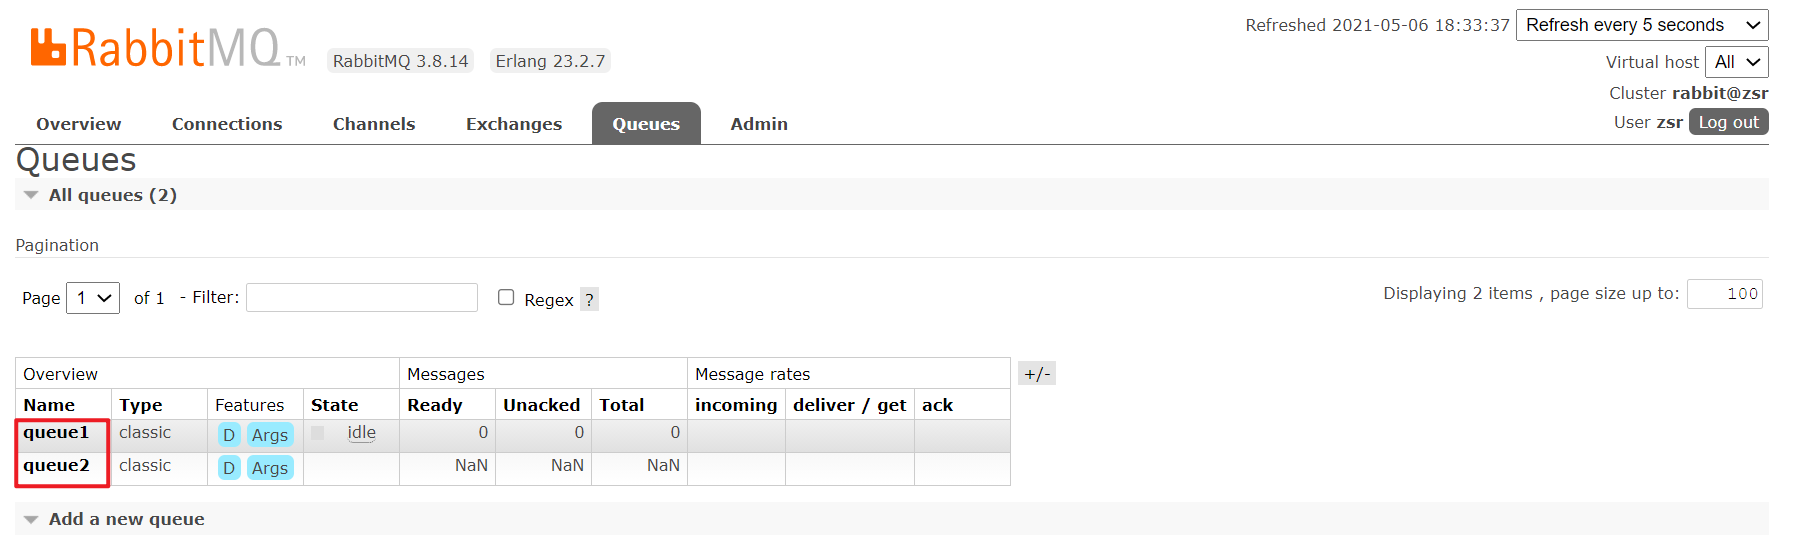 Refreshed 2021-05-06 18:33:37 Refresh every 5 seconds
RabbitMQ TM RabbitMQ 3.8.14 Erlang 23.2.7
Virtual host All
Cluster rabbit@zsr
User zsr Log out
Overview Connections Channels Exchanges Queues Admin
Queues
All queues (2)
Pagination
Page 1 of 1 - Filter: Regex ? Displaying 2 items , page size up to: 100
Overview Messages Message rates +/-
Name Type Features State Ready Unacked Total incoming deliver / get ack
queue1 classic D Args idle 0 0 0
queue2 classic D Args NaN NaN NaN
Add a new queue